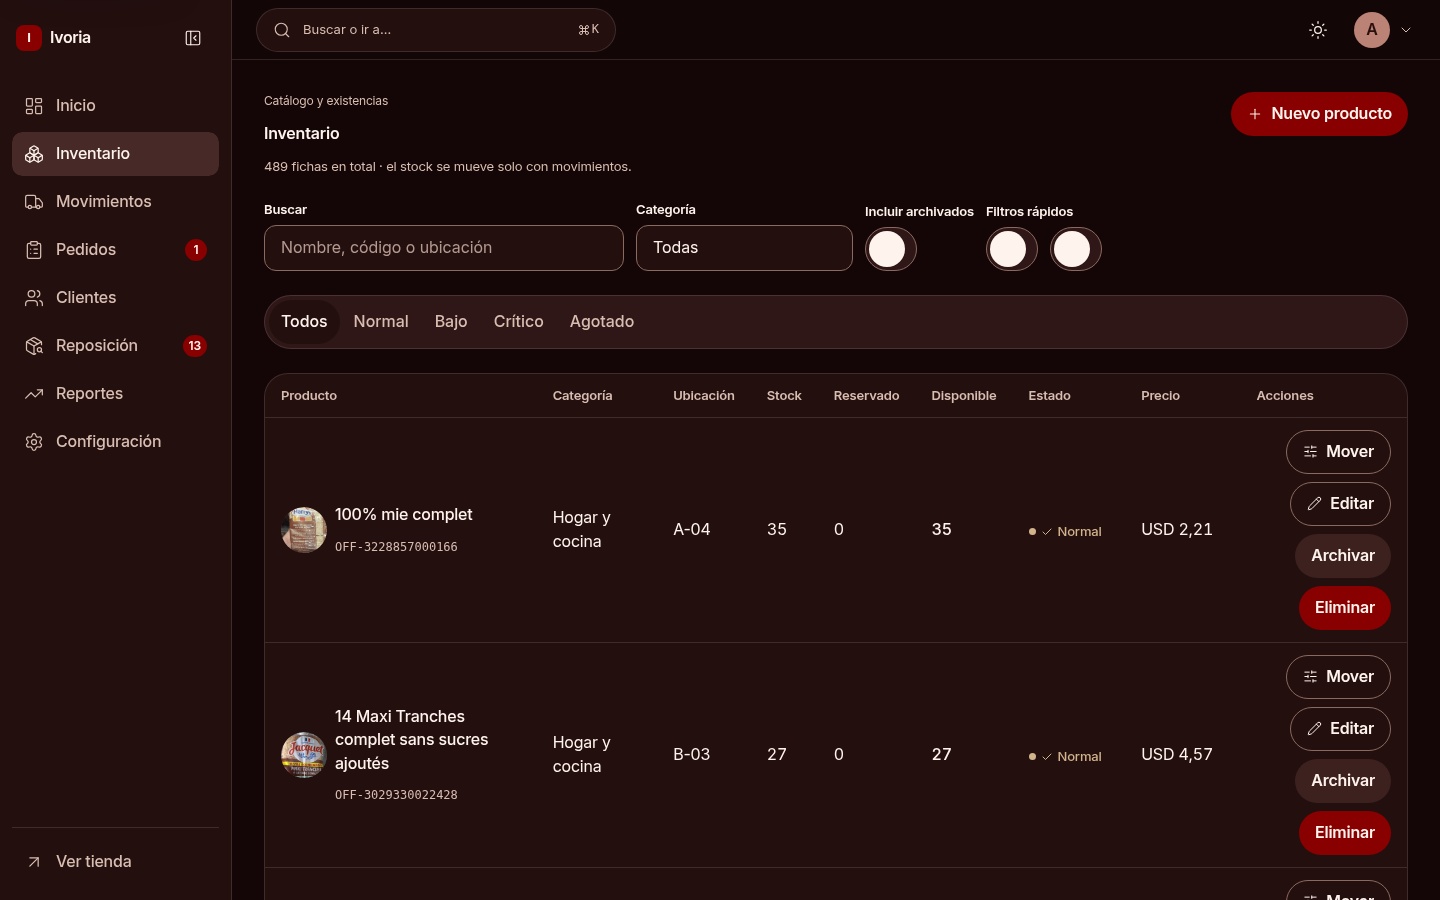 I Ivoria
Buscar o ir a...
⌘K
A
Inicio
Inventario
Movimientos
Pedidos 1
Clientes
Reposición 13
Reportes
Configuración
Ver tienda
Catálogo y existencias
Inventario
489 fichas en total · el stock se mueve solo con movimientos.
+ Nuevo producto
Buscar
Nombre, código o ubicación
Categoría
Todas
Incluir archivados
Filtros rápidos
Todos Normal Bajo Crítico Agotado
Producto Categoría Ubicación Stock Reservado Disponible Estado Precio Acciones
100% mie complet
OFF-3228857000166
Hogar y
cocina
A-04
35
0
35
Normal
USD 2,21
Mover
Editar
Archivar
Eliminar
14 Maxi Tranches
complet sans sucres
ajoutés
OFF-3029330022428
Jacquet
Hogar y
cocina
B-03
27
0
27
Normal
USD 4,57
Mover
Editar
Archivar
Eliminar
Mover